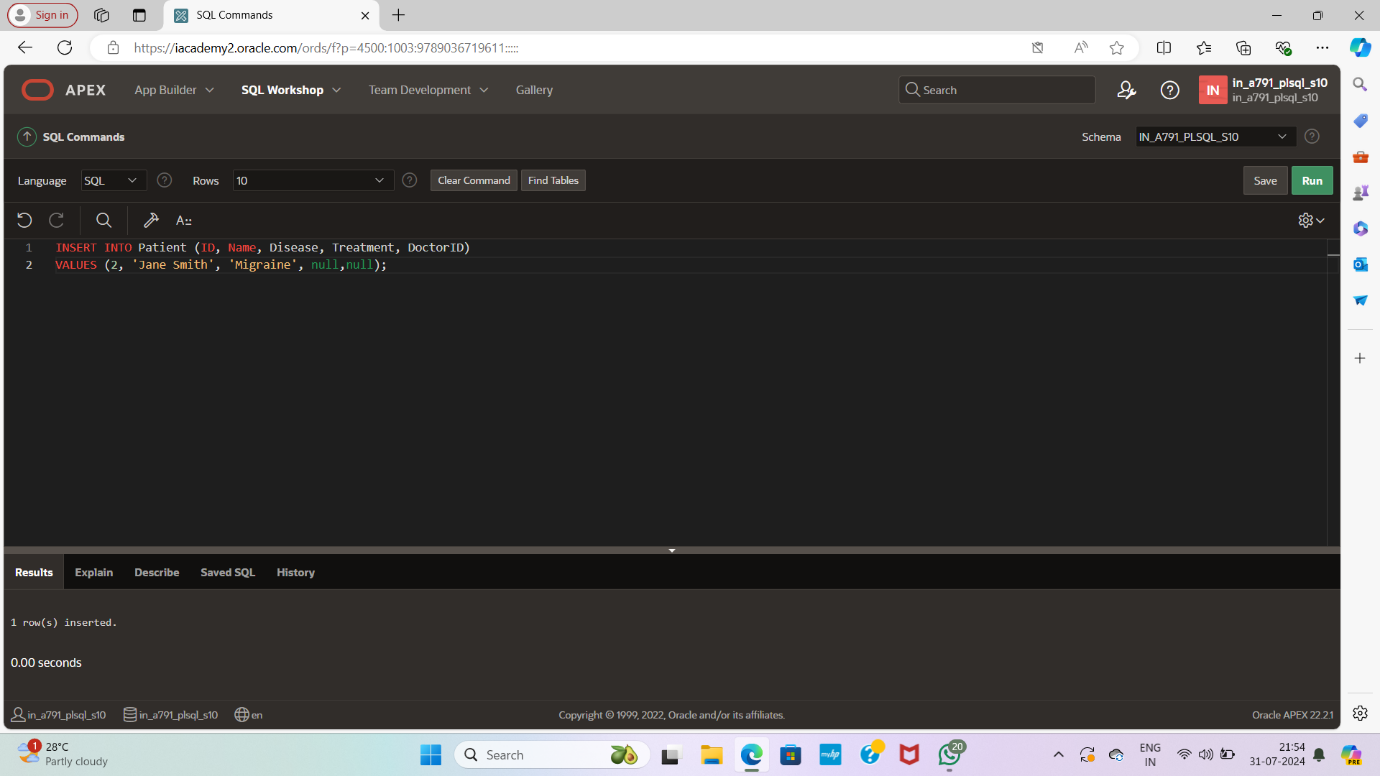 Sign in
SQL Commands
https://iacademy2.oracle.com/ords/f?p=4500:1003:9789036719611:::::
APEX App Builder SQL Workshop Team Development Gallery Search IN in_a791_plsql_s10
in_a791_plsql_s10
SQL Commands Schema IN_A791_PLSQL_S10
Language SQL Rows 10 Clear Command Find Tables Save Run
1 INSERT INTO Patient (ID, Name, Disease, Treatment, DoctorID)
2 VALUES (2, 'Jane Smith', 'Migraine', null,null);
Results Explain Describe Saved SQL History
1 row(s) inserted.
0.00 seconds
in_a791_plsql_s10 in_a791_plsql_s10 en Copyright © 1999, 2022, Oracle and/or its affiliates. Oracle APEX 22.2.1
1 28°C
Partly cloudy
Search
myhp
20
ENG
IN
21:54
31-07-2024
PRE